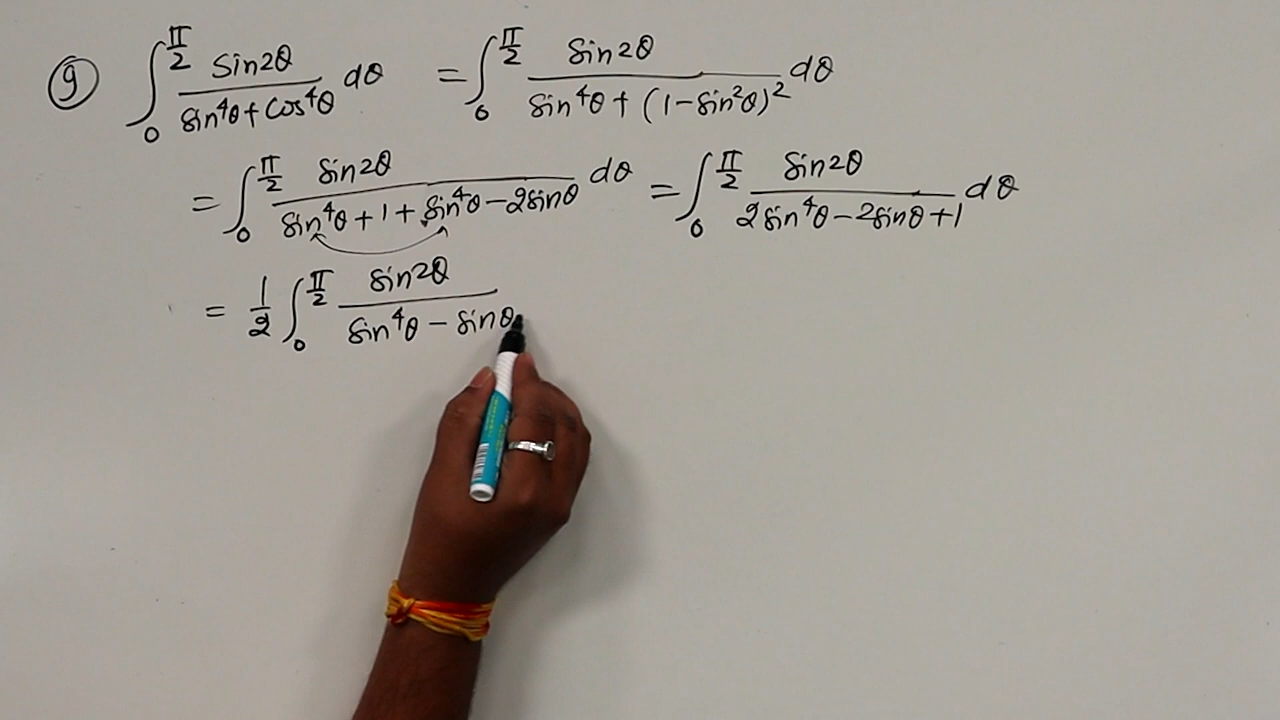 9 ∫₀^(π/2) sin2θ/(sin⁴θ+cos⁴θ) dθ = ∫₀^(π/2) sin2θ/(sin⁴θ + (1−sin²θ)²) dθ
= ∫₀^(π/2) sin2θ/(sin⁴θ+1+sin⁴θ−2sinθ) dθ = ∫₀^(π/2) sin2θ/(2sin⁴θ−2sinθ+1) dθ
= 1/2 ∫₀^(π/2) sin2θ/(sin⁴θ − sinθ